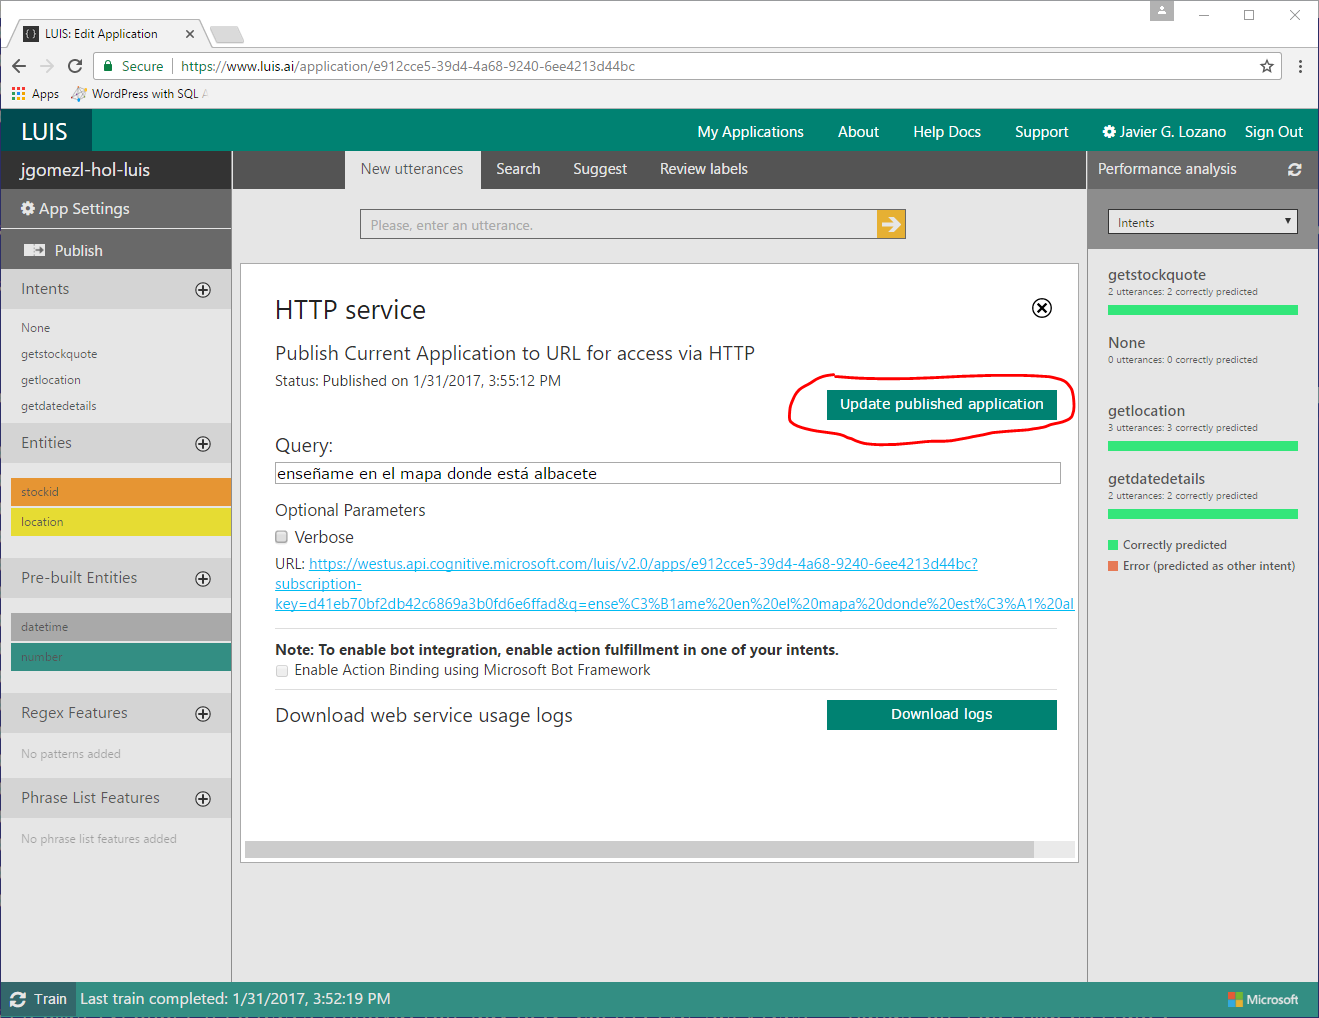 LUIS: Edit Application
Secure
https://www.luis.ai/application/e912cce5-39d4-4a68-9240-6ee4213d44bc
Apps
WordPress with SQL
LUIS
My Applications
About
Help Docs
Support
Javier G. Lozano
Sign Out
jgomezl-hol-luis
New utterances
Search
Suggest
Review labels
Performance analysis
App Settings
Please, enter an utterance.
Intents
Publish
Intents
None
getstockquote
getlocation
getdatedetails
Entities
stockid
location
Pre-built Entities
datetime
number
Regex Features
No patterns added
Phrase List Features
No phrase list features added
HTTP service
Publish Current Application to URL for access via HTTP
Status: Published on 1/31/2017, 3:55:12 PM
Update published application
Query:
enseñame en el mapa donde está albacete
Optional Parameters
Verbose
URL: https://westus.api.cognitive.microsoft.com/luis/v2.0/apps/e912cce5-39d4-4a68-9240-6ee4213d44bc?
subscription-
key=d41eb70bf2db42c6869a3b0fd6e6ffad&q=ense%C3%B1ame%20en%20el%20mapa%20donde%20est%C3%A1%20al
Note: To enable bot integration, enable action fulfillment in one of your intents.
Enable Action Binding using Microsoft Bot Framework
Download web service usage logs
Download logs
getstockquote
2 utterances: 2 correctly predicted
None
0 utterances: 0 correctly predicted
getlocation
3 utterances: 3 correctly predicted
getdatedetails
2 utterances: 2 correctly predicted
Correctly predicted
Error (predicted as other intent)
Train
Last train completed: 1/31/2017, 3:52:19 PM
Microsoft